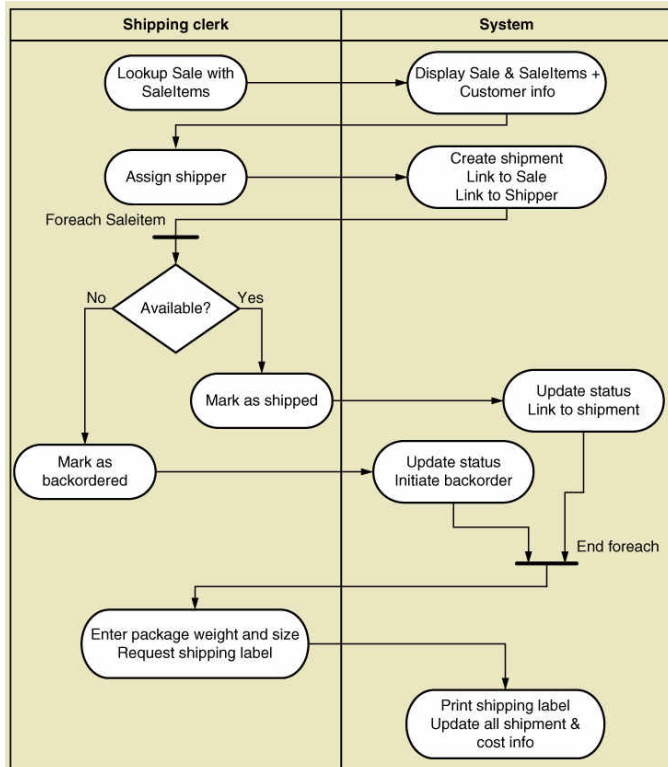 Shipping clerk
System
Lookup Sale with
SaleItems
Display Sale & SaleItems +
Customer info
Assign shipper
Create shipment
Link to Sale
Link to Shipper
Foreach Saleitem
No
Available?
Yes
Mark as shipped
Update status
Link to shipment
Mark as
backordered
Update status
Initiate backorder
End foreach
Enter package weight and size
Request shipping label
Print shipping label
Update all shipment &
cost info